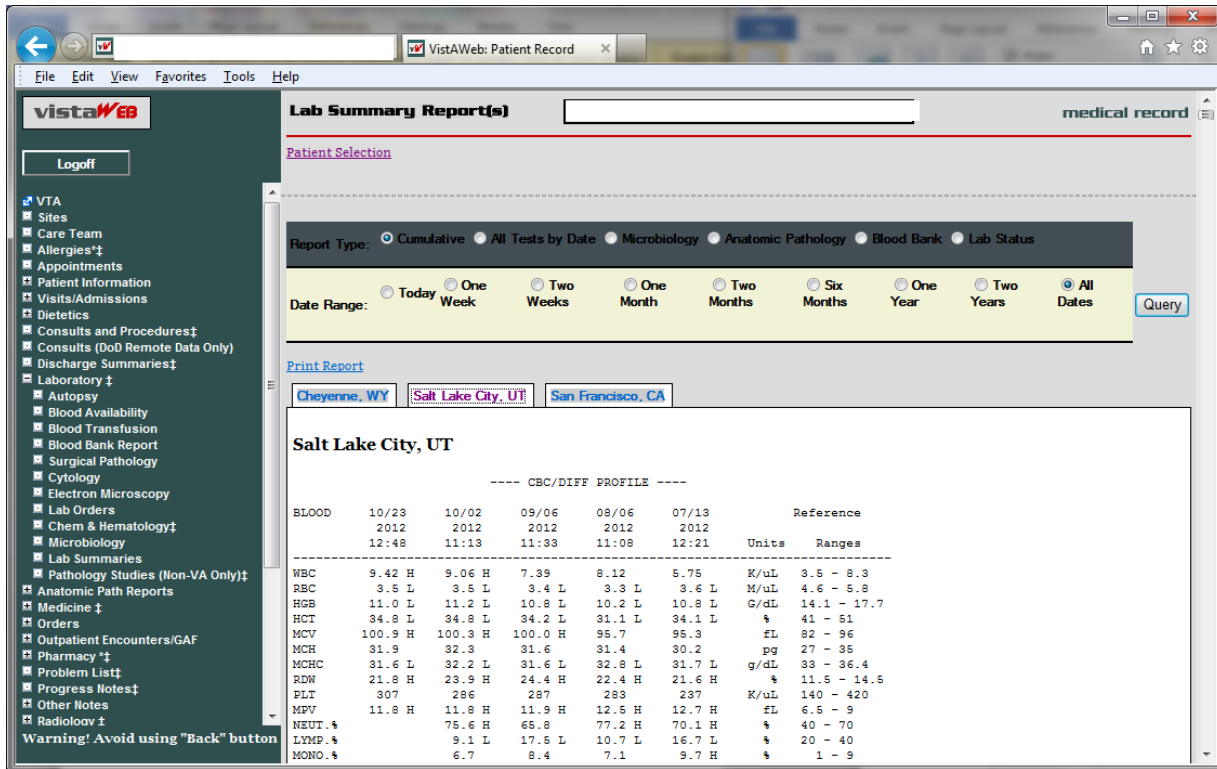 VistAWeb: Patient Record
File Edit View Favorites Tools Help
vistaWEB
Logoff
VTA
Sites
Care Team
Allergies*‡
Appointments
Patient Information
Visits/Admissions
Dietetics
Consults and Procedures‡
Consults (DoD Remote Data Only)
Discharge Summaries‡
Laboratory ‡
Autopsy
Blood Availability
Blood Transfusion
Blood Bank Report
Surgical Pathology
Cytology
Electron Microscopy
Lab Orders
Chem & Hematology‡
Microbiology
Lab Summaries
Pathology Studies (Non-VA Only)‡
Anatomic Path Reports
Medicine ‡
Orders
Outpatient Encounters/GAF
Pharmacy *‡
Problem List‡
Progress Notes‡
Other Notes
Radiology ‡
Warning! Avoid using "Back" button
Lab Summary Report(s) medical record
Patient Selection
Report Type: Cumulative All Tests by Date Microbiology Anatomic Pathology Blood Bank Lab Status
Date Range: Today One Week Two Weeks One Month Two Months Six Months One Year Two Years All Dates Query
Print Report
Cheyenne, WY Salt Lake City, UT San Francisco, CA
Salt Lake City, UT
---- CBC/DIFF PROFILE ----
BLOOD 10/23 10/02 09/06 08/06 07/13 Reference
2012 2012 2012 2012 2012
12:48 11:13 11:33 11:08 12:21 Units Ranges
WBC 9.42 H 9.06 H 7.39 8.12 5.75 K/uL 3.5 - 8.3
RBC 3.5 L 3.5 L 3.4 L 3.3 L 3.6 L M/uL 4.6 - 5.8
HGB 11.0 L 11.2 L 10.8 L 10.2 L 10.8 L G/dL 14.1 - 17.7
HCT 34.8 L 34.8 L 34.2 L 31.1 L 34.1 L % 41 - 51
MCV 100.9 H 100.3 H 100.0 H 95.7 95.3 fL 82 - 96
MCH 31.9 32.3 31.6 31.4 30.2 pg 27 - 35
MCHC 31.6 L 32.2 L 31.6 L 32.8 L 31.7 L g/dL 33 - 36.4
RDW 21.8 H 23.9 H 24.4 H 22.4 H 21.6 H % 11.5 - 14.5
PLT 307 286 287 283 237 K/uL 140 - 420
MPV 11.8 H 11.8 H 11.9 H 12.5 H 12.7 H fL 6.5 - 9
NEUT.% 75.6 H 65.8 77.2 H 70.1 H % 40 - 70
LYMP.% 9.1 L 17.5 L 10.7 L 16.7 L % 20 - 40
MONO.% 6.7 8.4 7.1 9.7 H % 1 - 9